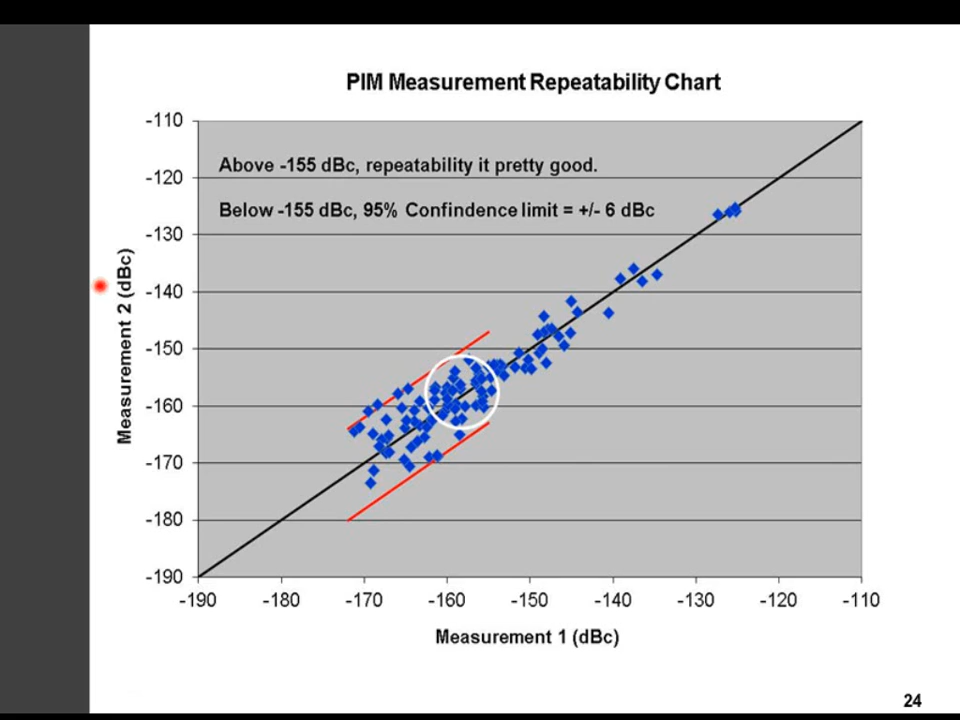 PIM Measurement Repeatability Chart
Above -155 dBc, repeatability it pretty good.
Below -155 dBc, 95% Confindence limit = +/- 6 dBc
Measurement 2 (dBc)
-110
-120
-130
-140
-150
-160
-170
-180
-190
-190 -180 -170 -160 -150 -140 -130 -120 -110
Measurement 1 (dBc)
24